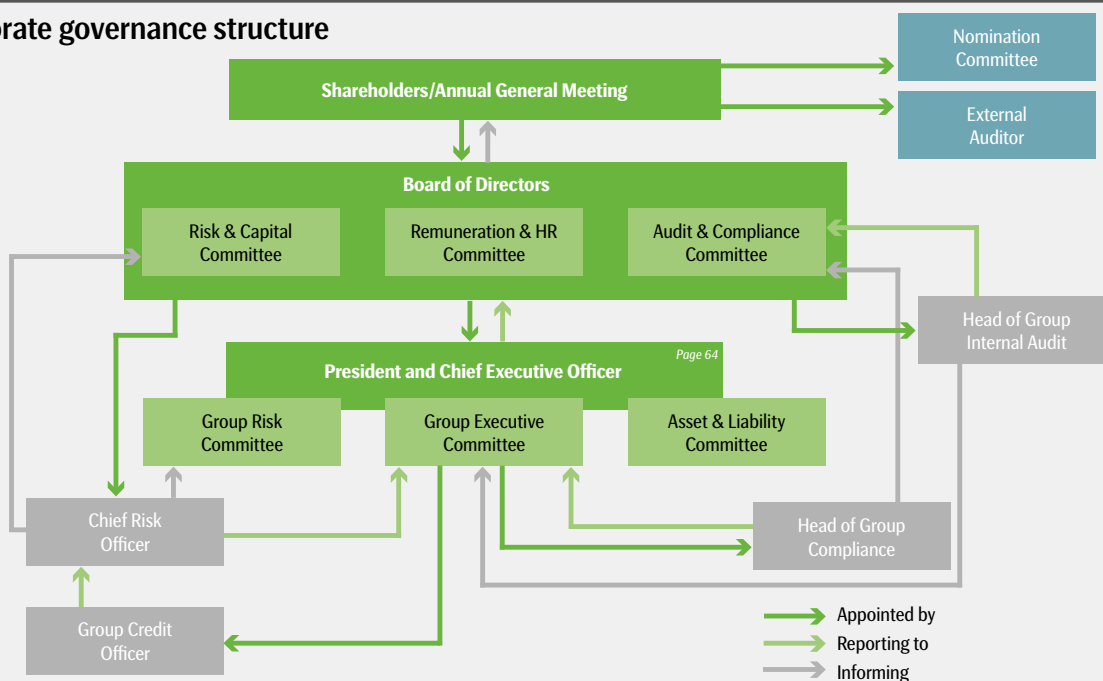 orate governance structure
Nomination
Committee
Shareholders/Annual General Meeting
External
Auditor
Board of Directors
Risk & Capital
Committee
Remuneration & HR
Committee
Audit & Compliance
Committee
Head of Group
Internal Audit
Page 64
President and Chief Executive Officer
Group Risk
Committee
Group Executive
Committee
Asset & Liability
Committee
Chief Risk
Officer
Head of Group
Compliance
Group Credit
Officer
Appointed by
Reporting to
Informing